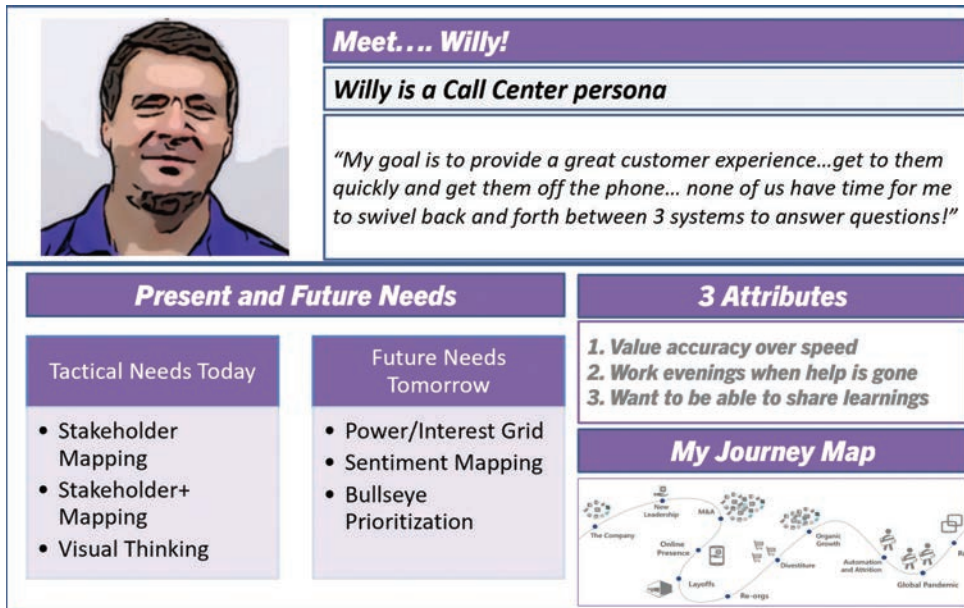 Meet.... Willy!
Willy is a Call Center persona
“My goal is to provide a great customer experience…get to them
quickly and get them off the phone… none of us have time for me
to swivel back and forth between 3 systems to answer questions!”
Present and Future Needs
Tactical Needs Today
• Stakeholder
Mapping
• Stakeholder+
Mapping
• Visual Thinking
Future Needs
Tomorrow
• Power/Interest Grid
• Sentiment Mapping
• Bullseye
Prioritization
3 Attributes
1. Value accuracy over speed
2. Work evenings when help is gone
3. Want to be able to share learnings
My Journey Map
The Company
New
Leadership
M&A
Online
Presence
Layoffs
Re-orgs
Divestiture
Organic
Growth
Automation
and Attrition
Global Pandemic